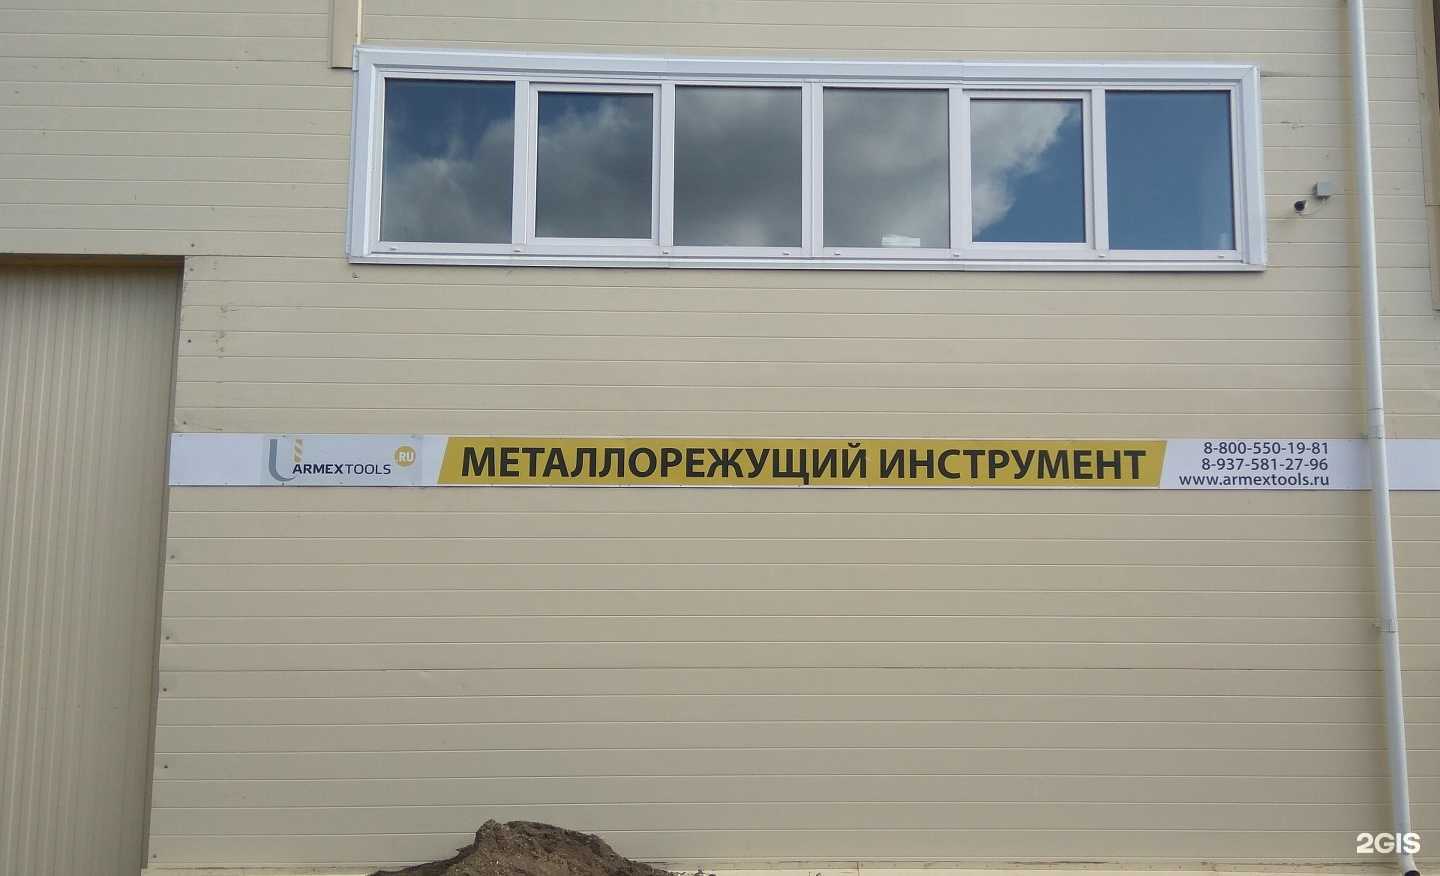 ARMEXTOOLS RU
МЕТАЛЛОРЕЖУЩИЙ ИНСТРУМЕНТ
8-800-550-19-81
8-937-581-27-96
www.armextools.ru
2GIS